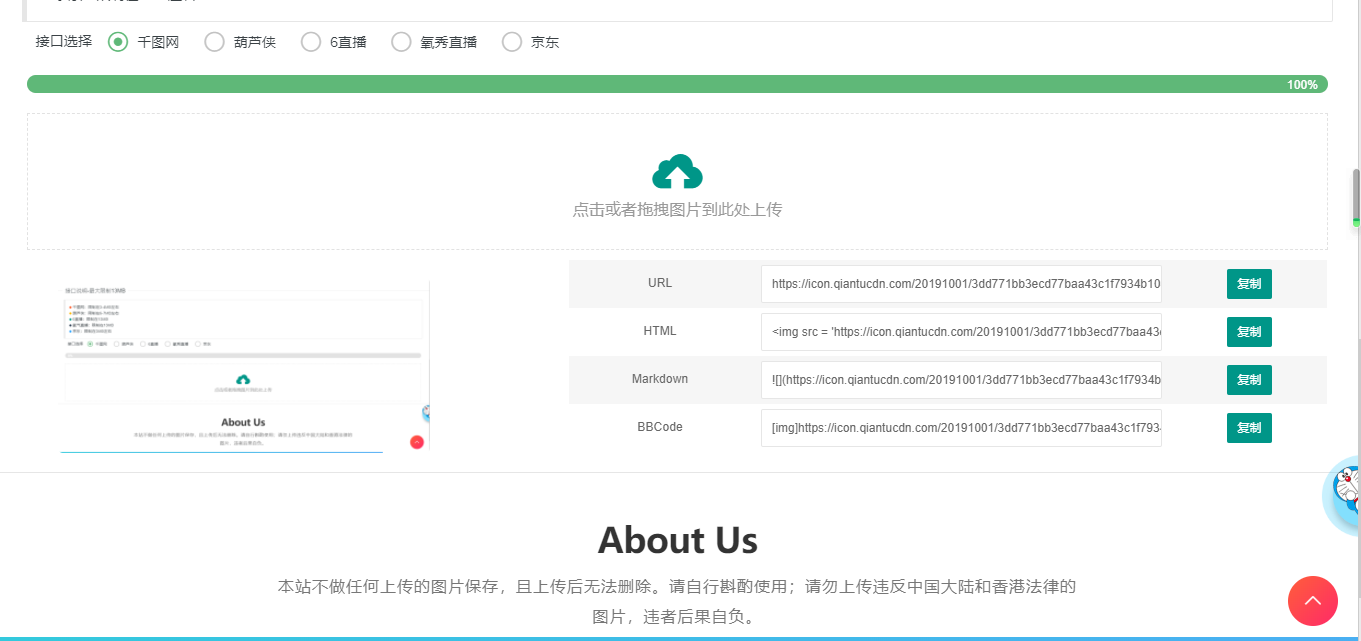 接口选择 千图网 葫芦侠 6直播 氧秀直播 京东
100%
点击或者拖拽图片到此处上传
URL https://icon.qiantucdn.com/20191001/3dd771bb3ecd77baa43c1f7934b10 复制
HTML <img src = 'https://icon.qiantucdn.com/20191001/3dd771bb3ecd77baa43c 复制
Markdown ![](https://icon.qiantucdn.com/20191001/3dd771bb3ecd77baa43c1f7934b 复制
BBCode [img]https://icon.qiantucdn.com/20191001/3dd771bb3ecd77baa43c1f793 复制
About Us
About Us
本站不做任何上传的图片保存，且上传后无法删除。请自行斟酌使用；请勿上传违反中国大陆和香港法律的
图片，违者后果自负。